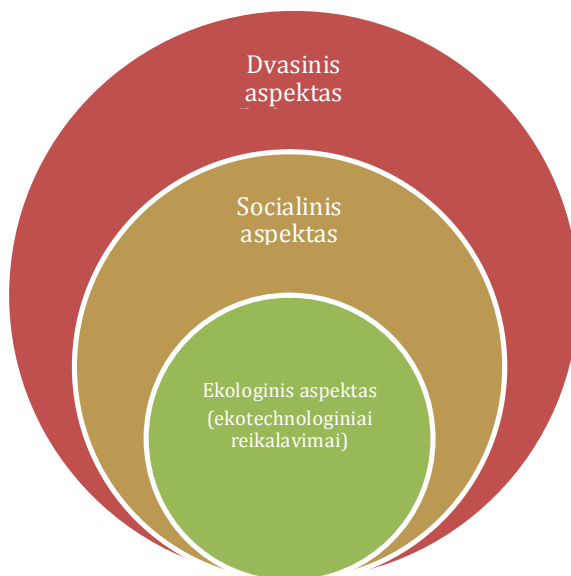 Dvasinis
aspektas
Socialinis
aspektas
Ekologinis aspektas
(ekotechnologiniai
reikalavimai)